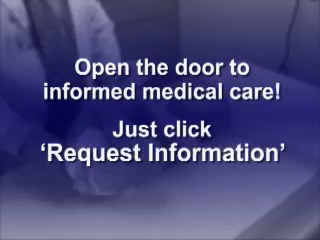 Open the door to
informed medical care!
Just click
‘Request Information’